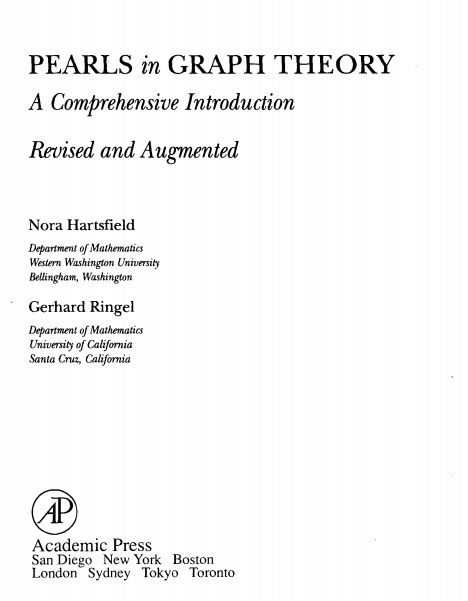 PEARLS in GRAPH THEORY
A Comprehensive Introduction
Revised and Augmented
Nora Hartsfield
Department of Mathematics
Western Washington University
Bellingham, Washington
Gerhard Ringel
Department of Mathematics
University of California
Santa Cruz, California
AP
Academic Press
San Diego New York Boston
London Sydney Tokyo Toronto